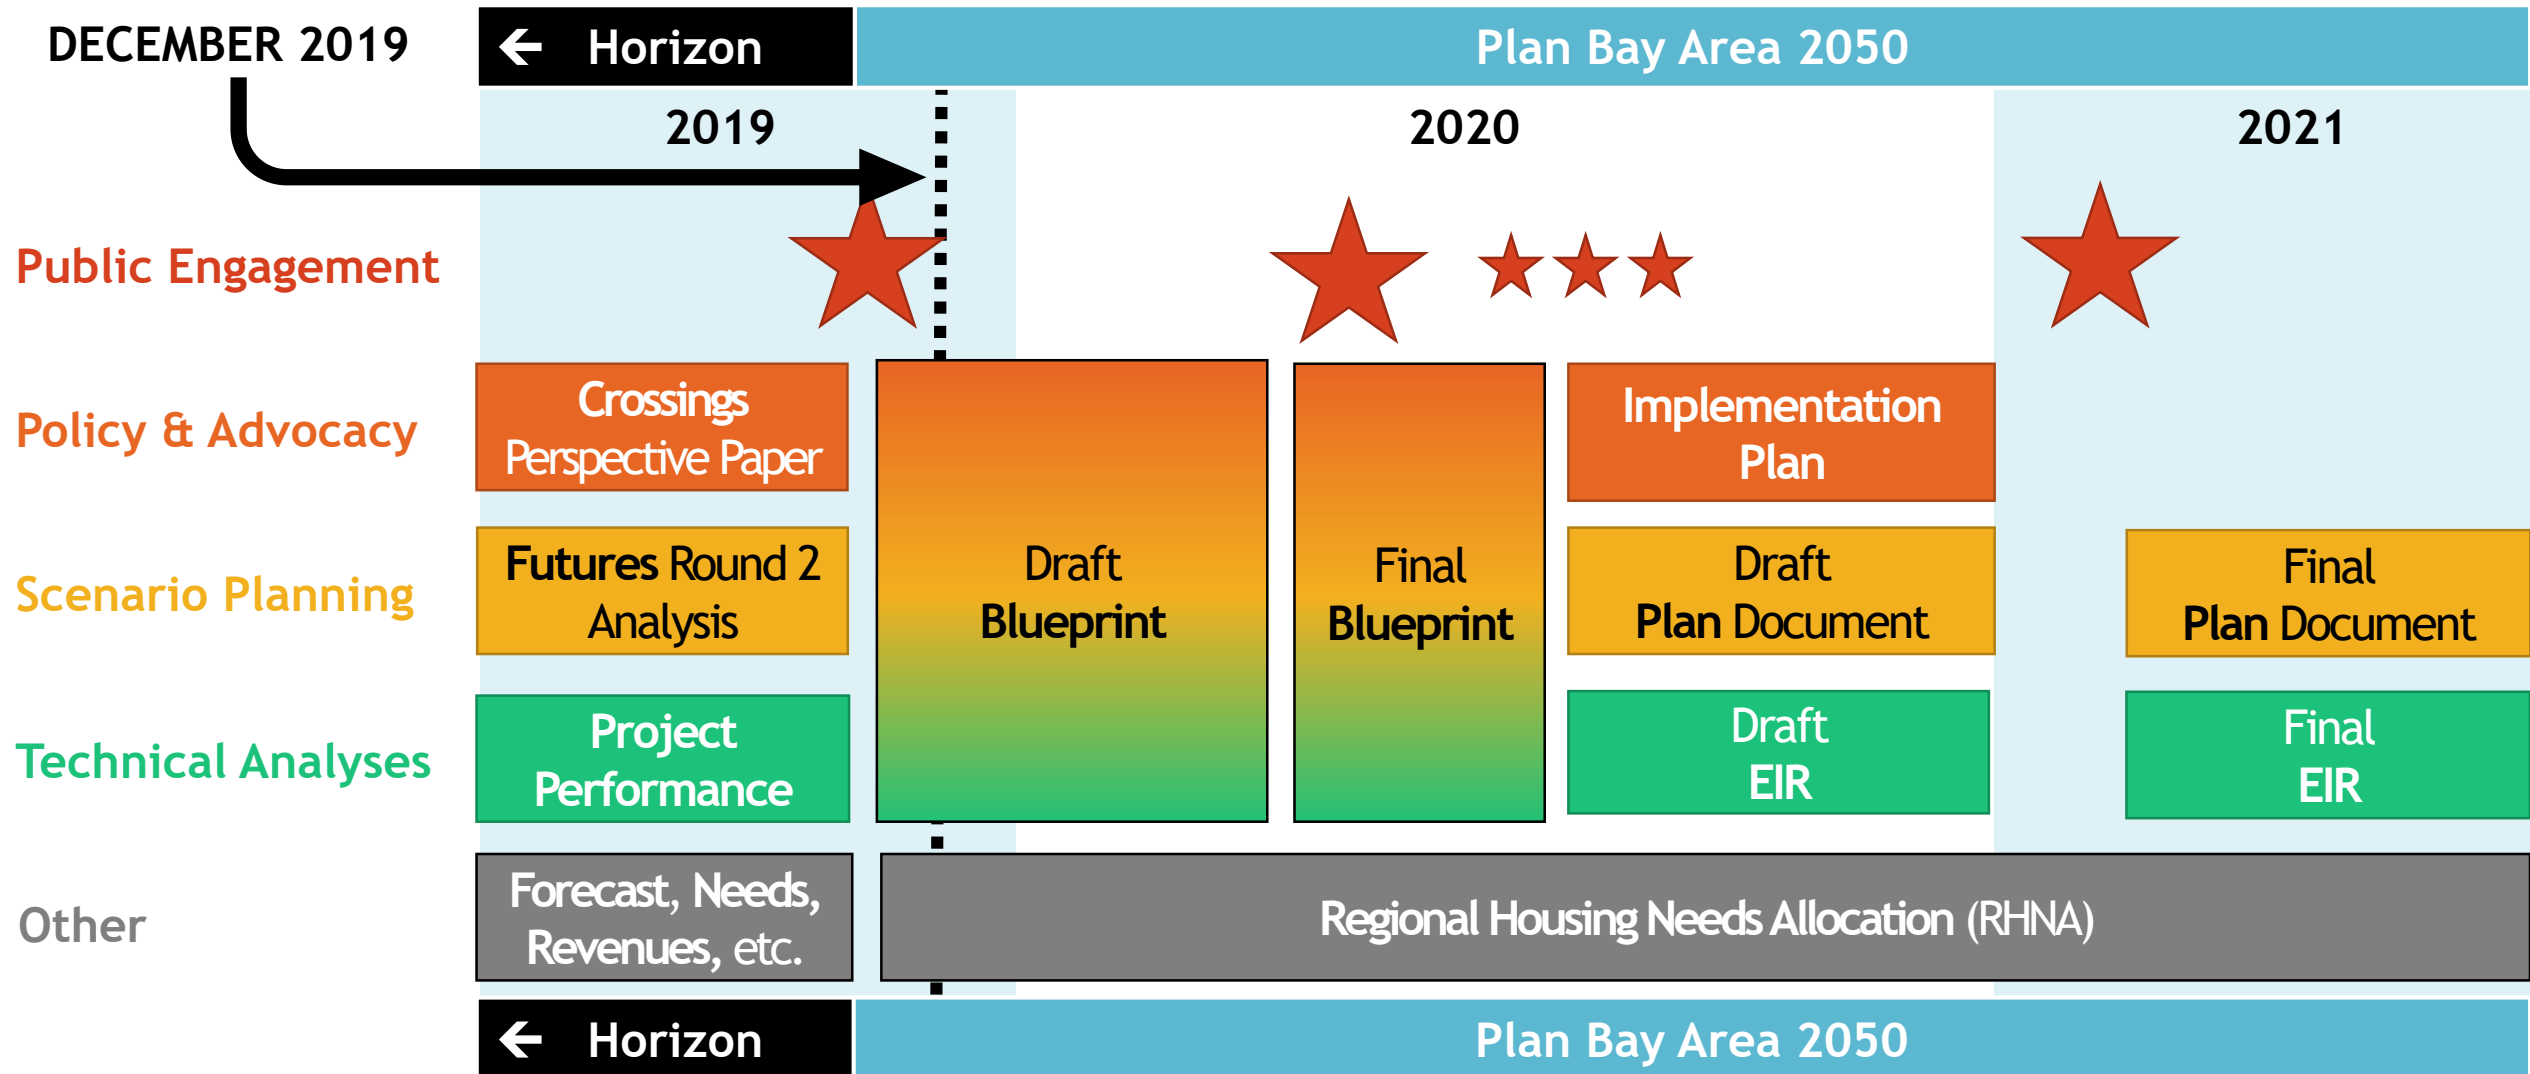 DECEMBER 2019
← Horizon
Plan Bay Area 2050
2019
2020
2021
Public Engagement
Policy & Advocacy
Crossings
Perspective Paper
Implementation
Plan
Scenario Planning
Futures Round 2
Analysis
Draft
Blueprint
Final
Blueprint
Draft
Plan Document
Final
Plan Document
Technical Analyses
Project
Performance
Draft
EIR
Final
EIR
Other
Forecast, Needs,
Revenues, etc.
Regional Housing Needs Allocation (RHNA)
← Horizon
Plan Bay Area 2050